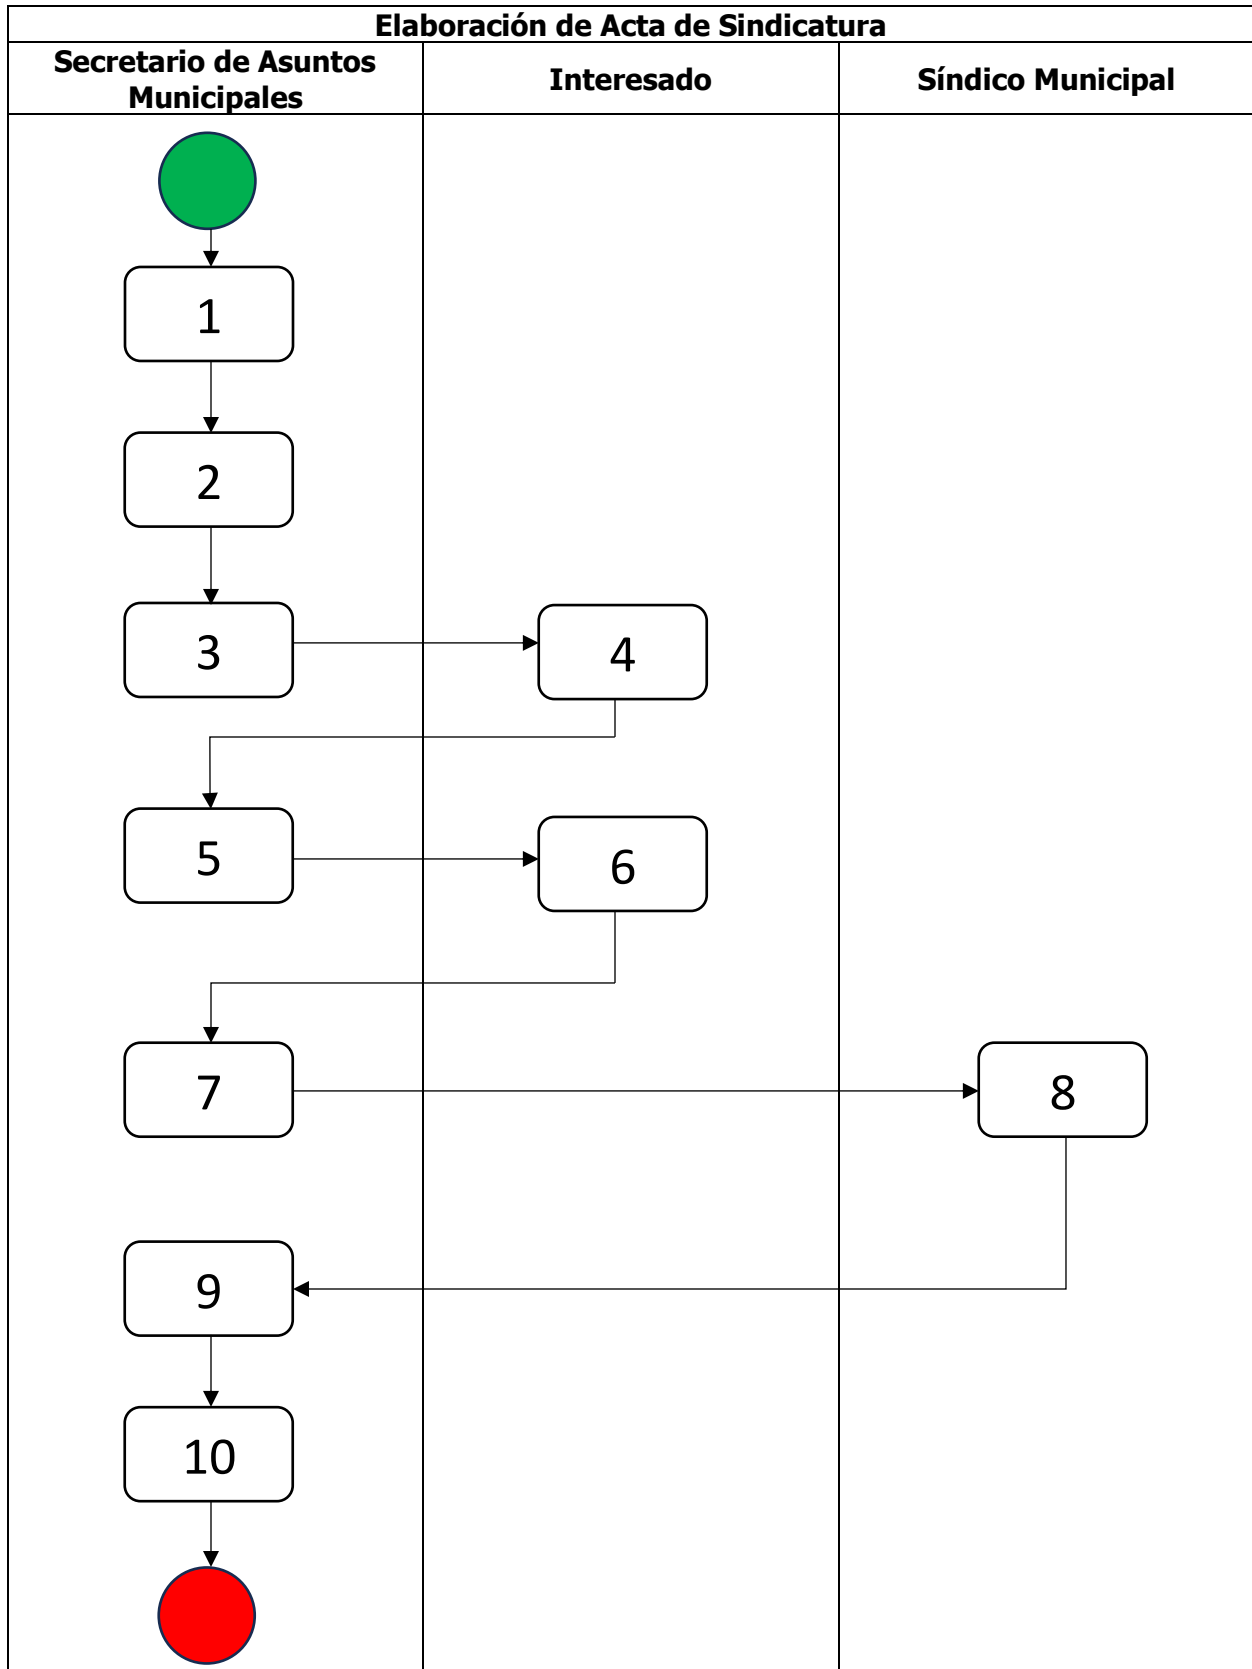 Elaboración de Acta de Sindicatura
Secretario de Asuntos
Municipales
Interesado
Síndico Municipal
1
2
3
4
5
6
7
8
9
10